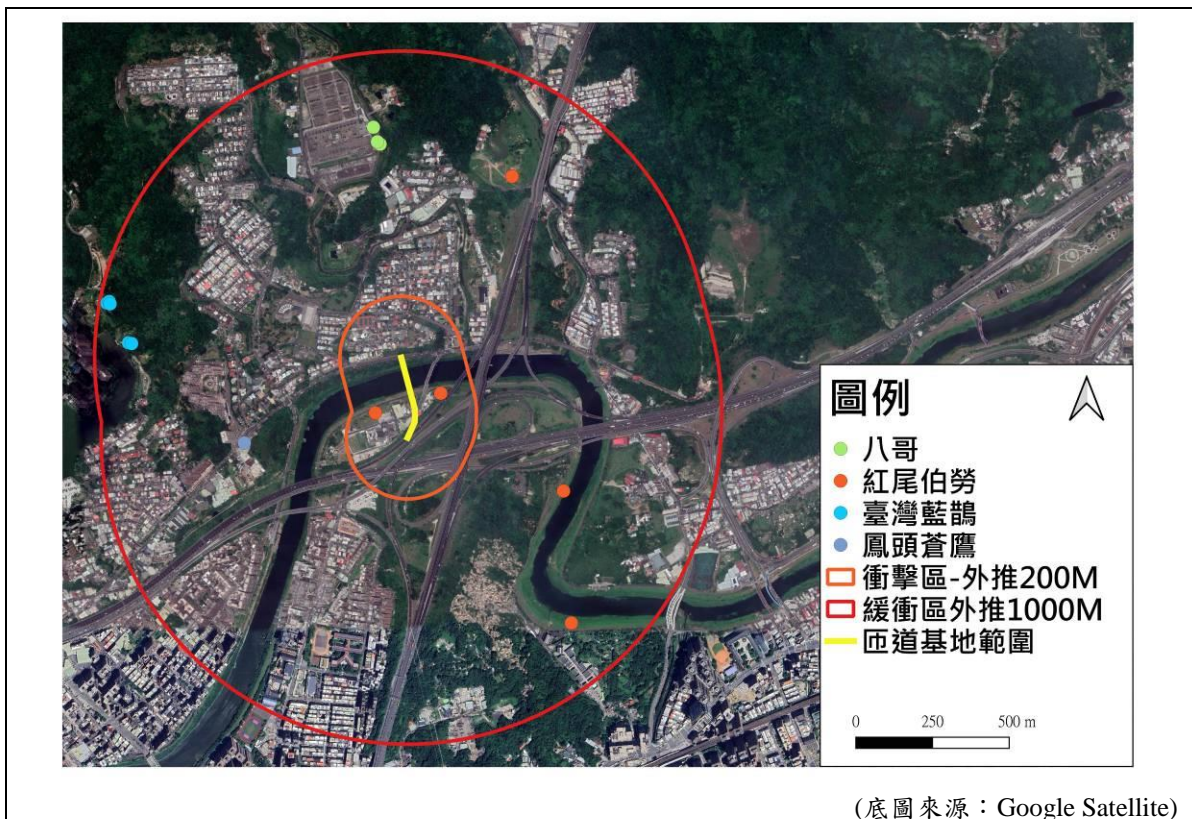 圖例
八哥
紅尾伯勞
臺灣藍鵲
鳳頭蒼鷹
衝擊區-外推200M
緩衝區外推1000M
匝道基地範圍
0 250 500 m
(底圖來源：Google Satellite)